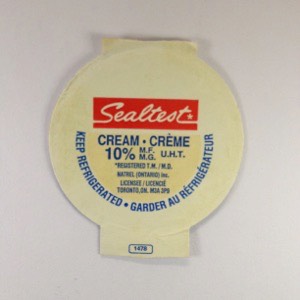 Sealtest
CREAM • CRÈME
10% M.F. M.G. U.H.T.
*REGISTERED T.M. / M.D.
NATREL (ONTARIO) Inc.
LICENSEE / LICENCIÉ
TORONTO, ON. M3A 3P8
KEEP REFRIGERATED • GARDER AU RÉFRIGÉRATEUR
1478